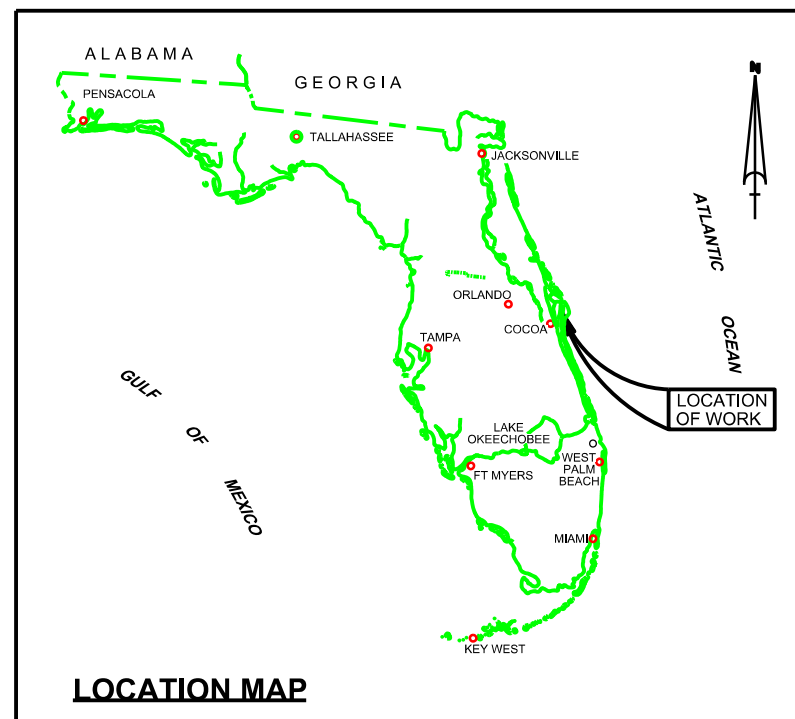 ALABAMA
GEORGIA
N
PENSACOLA
TALLAHASSEE
JACKSONVILLE
ATLANTIC
OCEAN
ORLANDO
COCOA
TAMPA
GULF
OF
MEXICO
LOCATION
OF WORK
LAKE
OKEECHOBEE
FT MYERS
WEST
PALM
BEACH
MIAMI
KEY WEST
LOCATION MAP